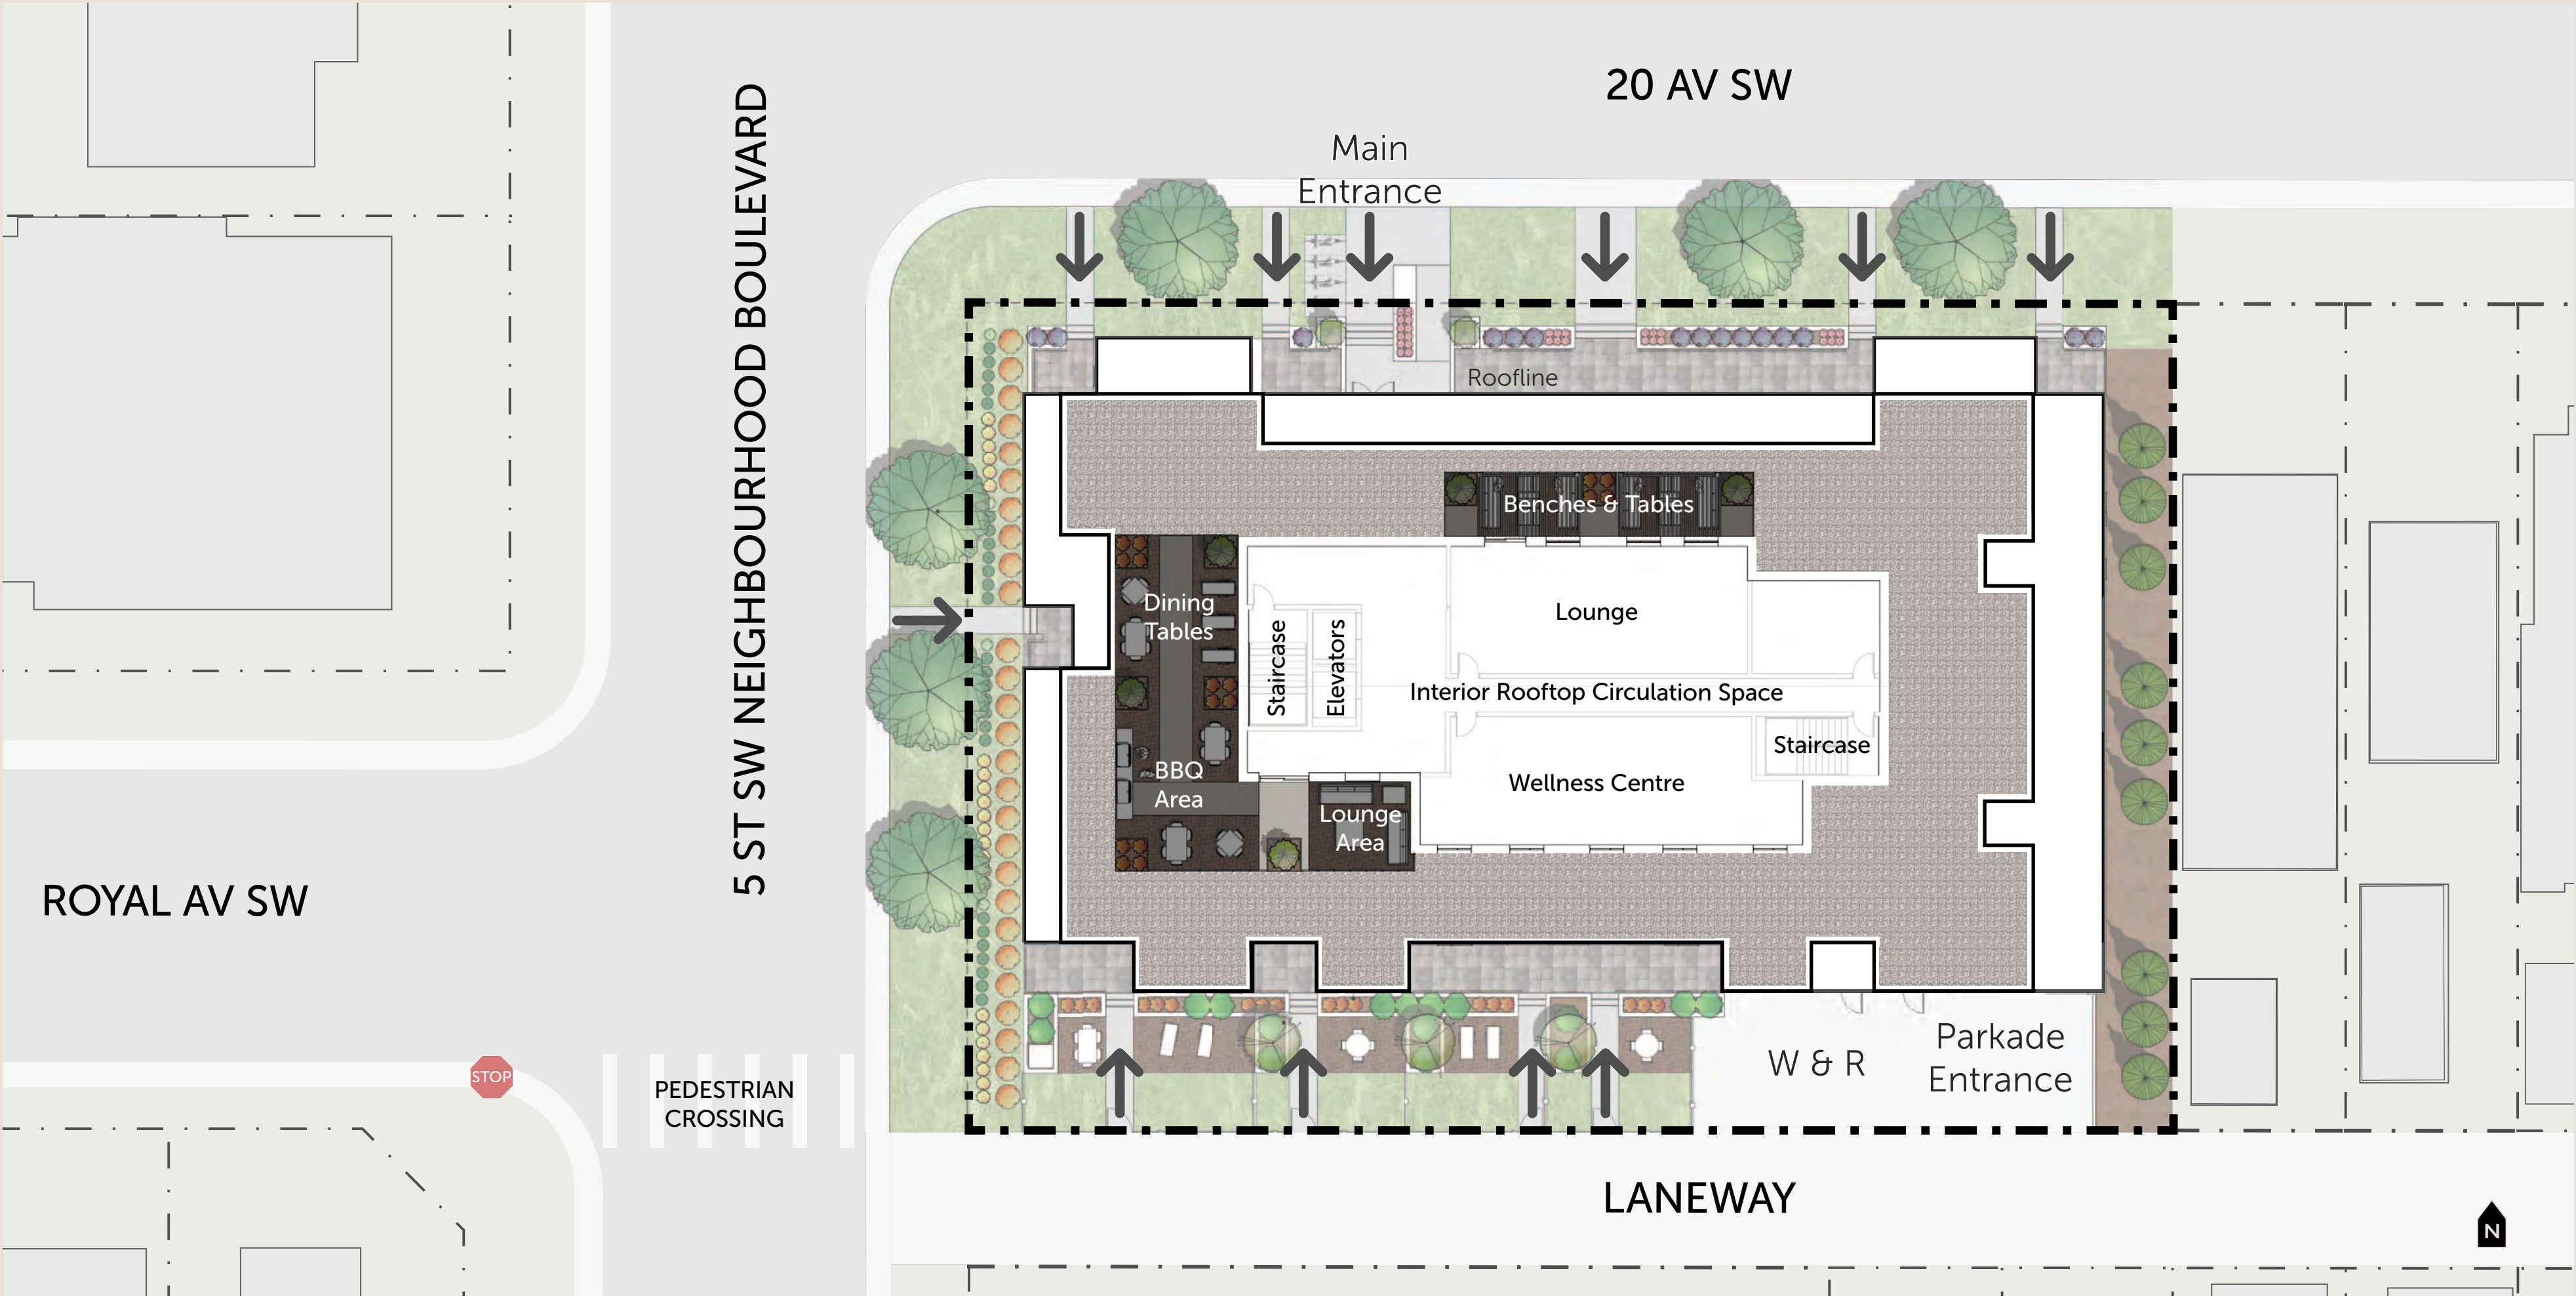 20 AV SW
5 ST SW NEIGHBOURHOOD BOULEVARD
Main
Entrance
Roofline
Benches & Tables
Dining
Tables
Staircase
Elevators
Lounge
Interior Rooftop Circulation Space
Staircase
BBQ
Area
Wellness Centre
Lounge
Area
ROYAL AV SW
STOP
PEDESTRIAN
CROSSING
W & R
Parkade
Entrance
LANEWAY
N